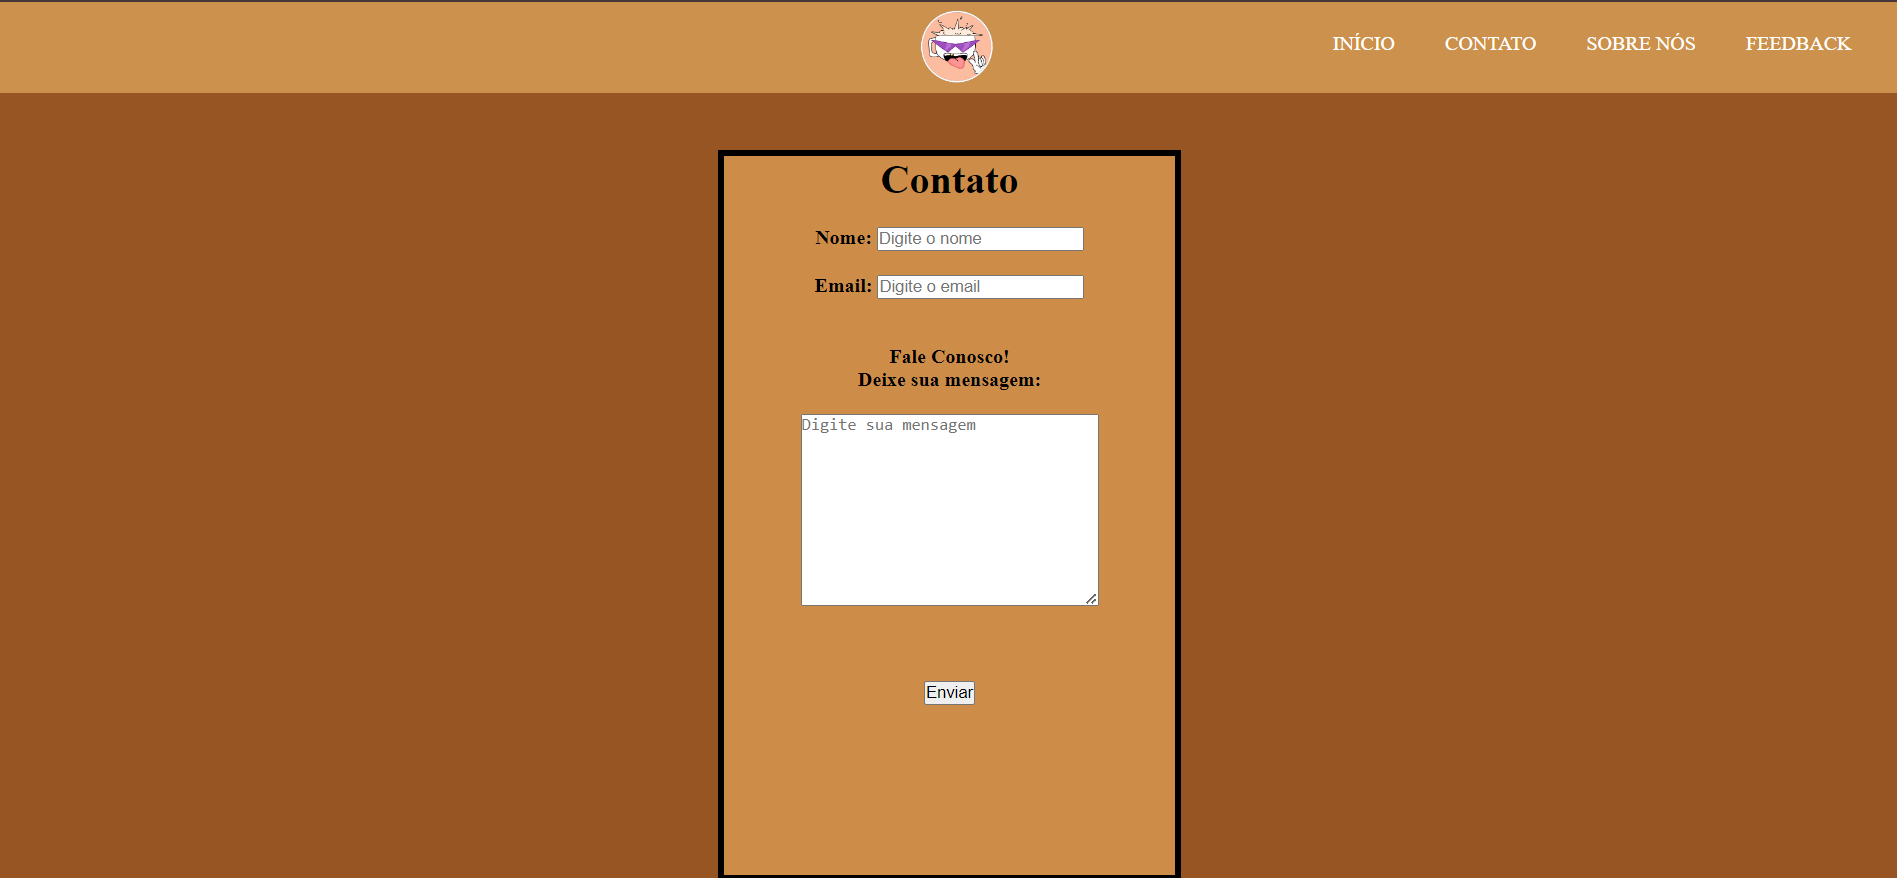 INÍCIO CONTATO SOBRE NÓS FEEDBACK
Contato
Nome: Digite o nome
Email: Digite o email
Fale Conosco!
Deixe sua mensagem:
Digite sua mensagem
Enviar